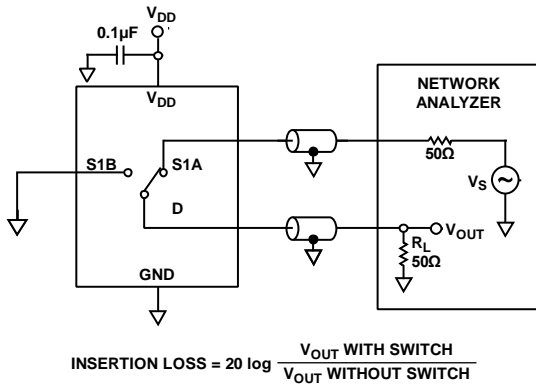 VDD
0.1µF
VDD
NETWORK
ANALYZER
S1B
S1A
50Ω
VS
D
VOUT
RL
50Ω
GND
INSERTION LOSS = 20 log VOUT WITH SWITCH
VOUT WITHOUT SWITCH